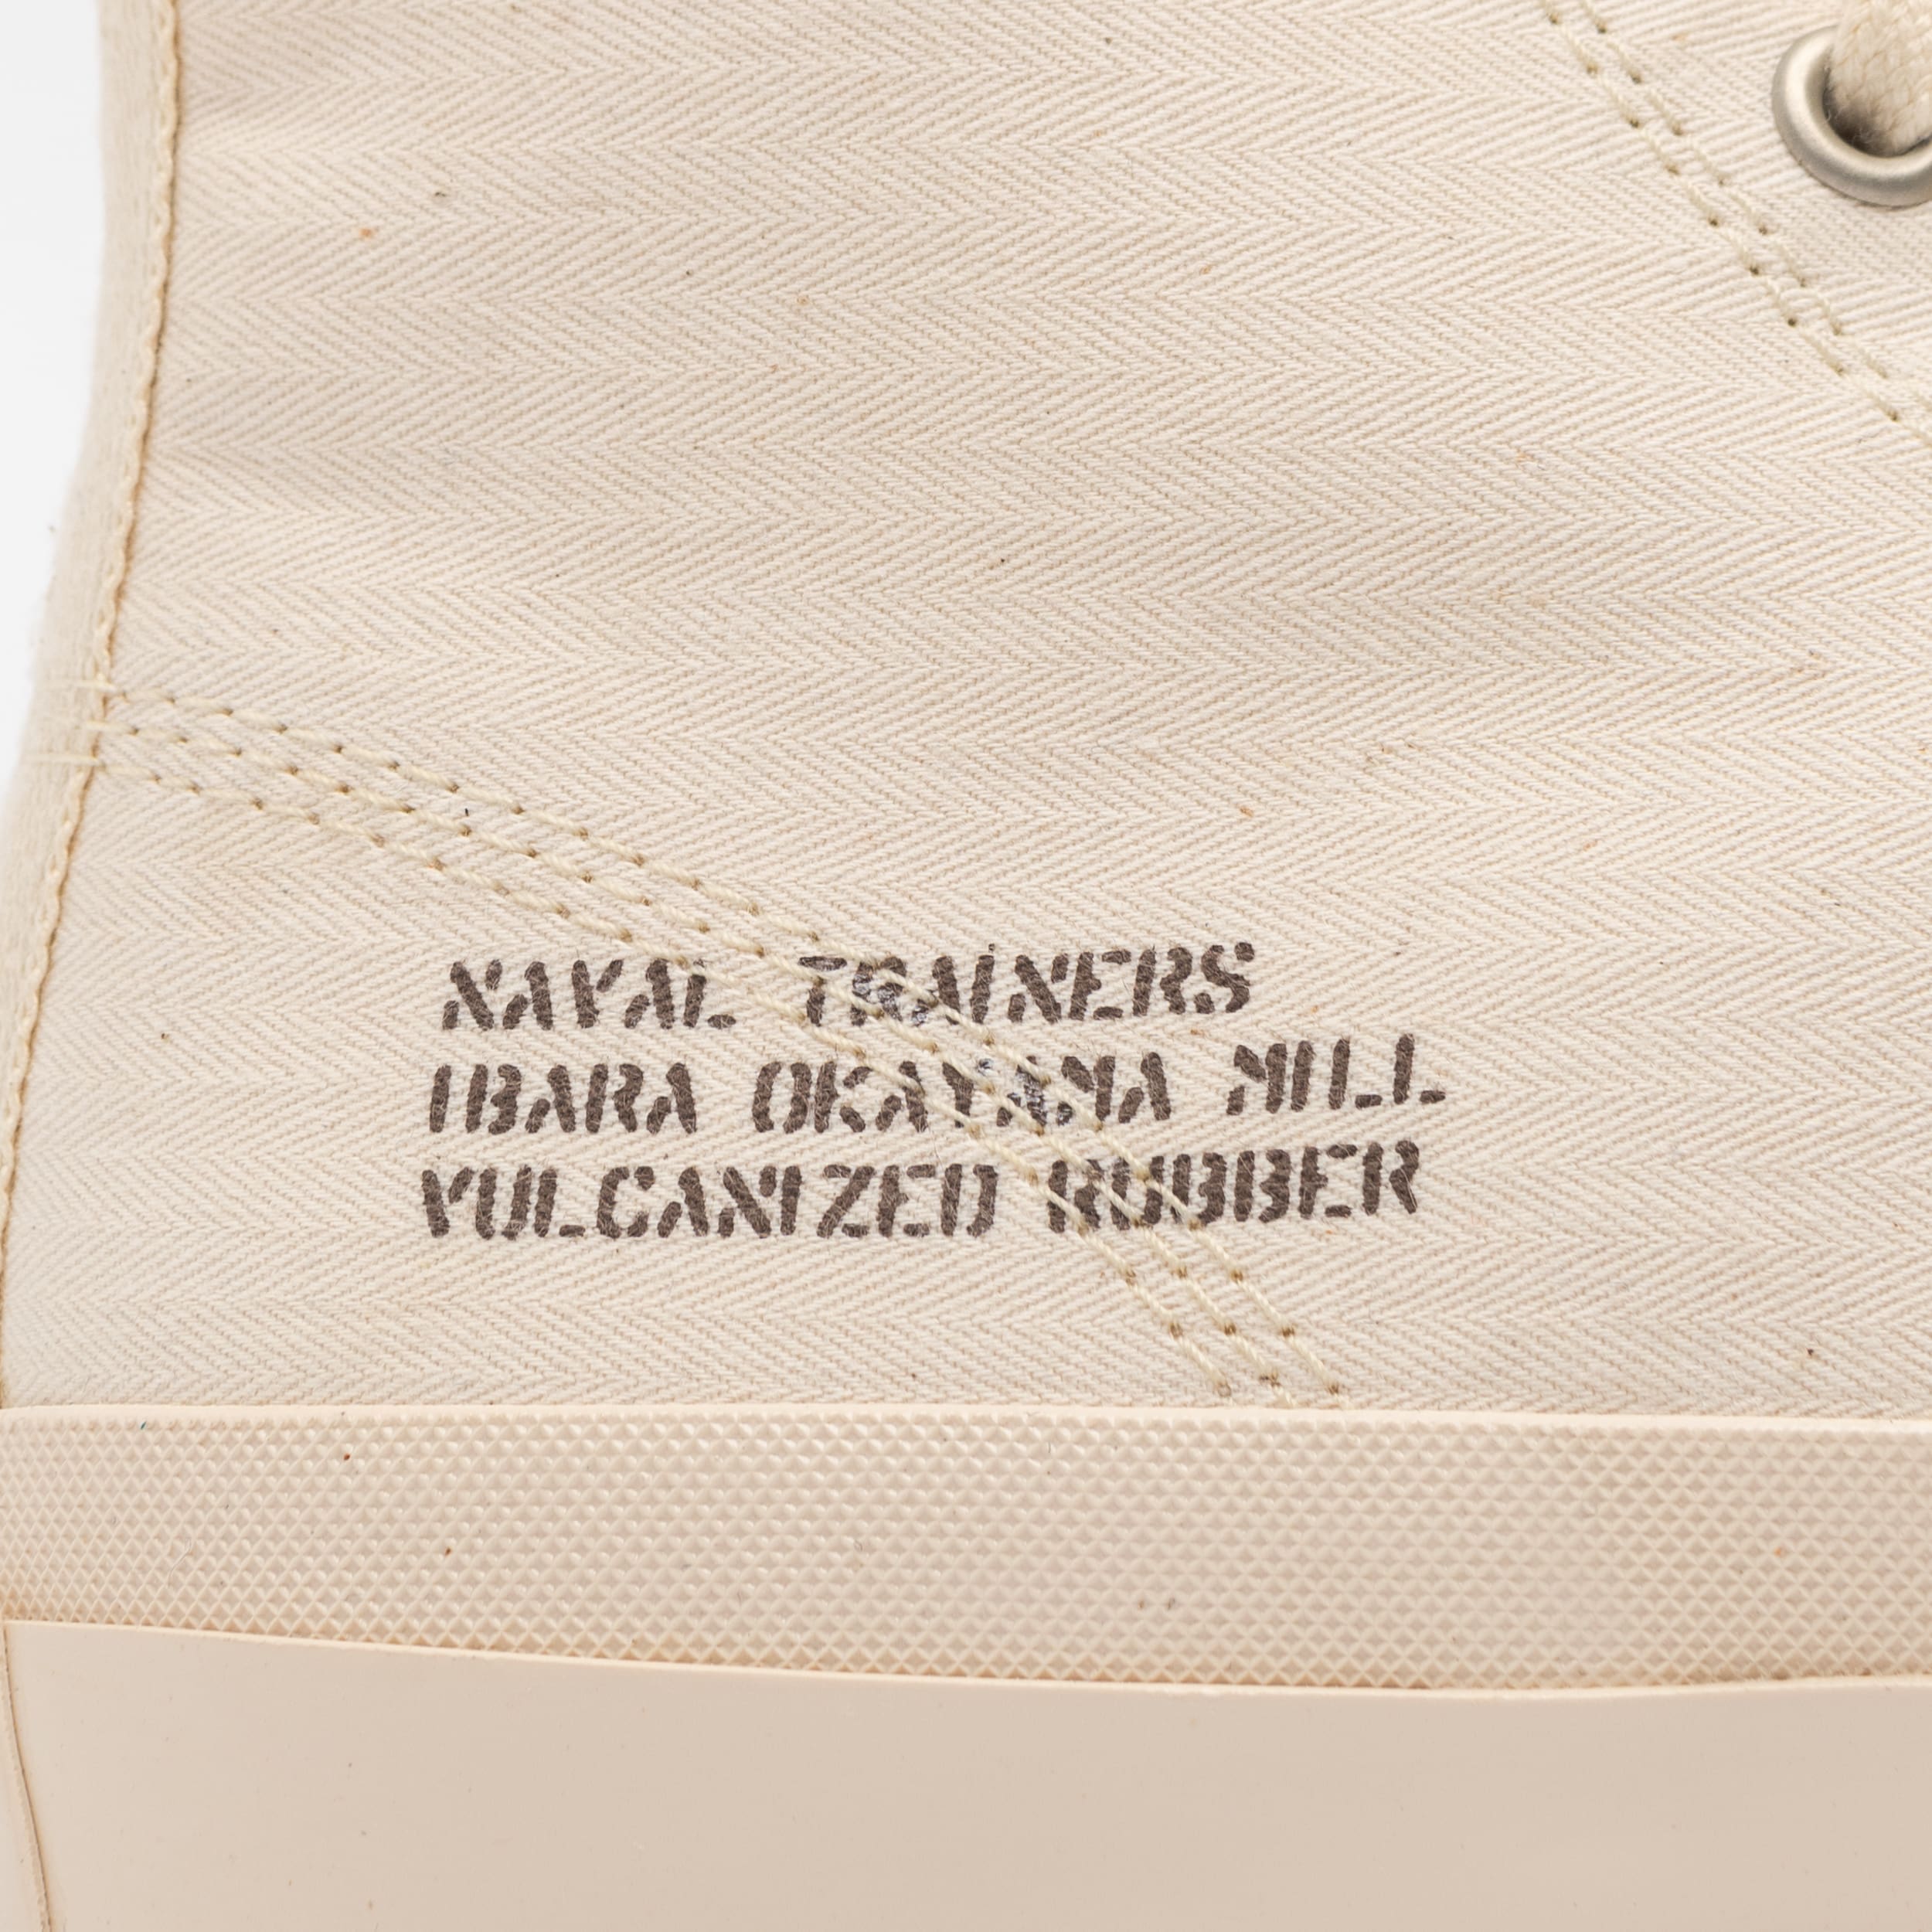 NAVAL TRAINERS
IBARA OKAYAMA MILL
VULCANIZED RUBBER